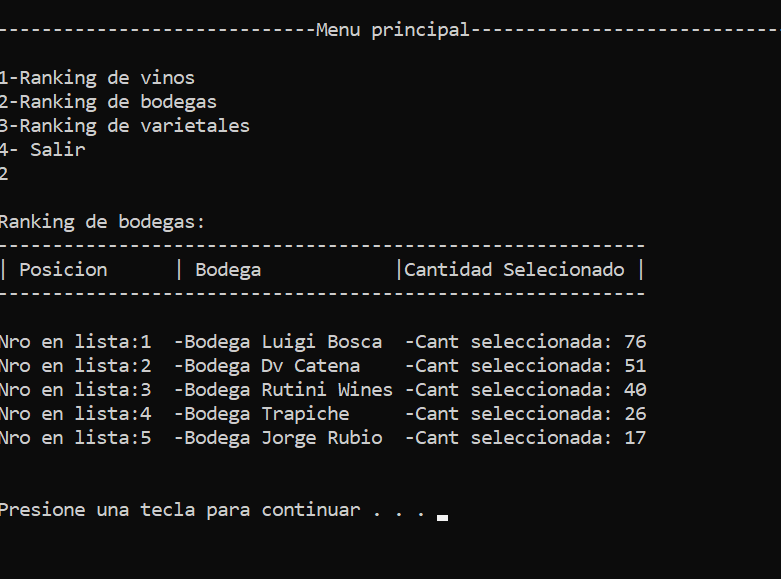 -----------------------------Menu principal----------------------------
1-Ranking de vinos
2-Ranking de bodegas
3-Ranking de varietales
4- Salir
2
Ranking de bodegas:
-----------------------------------------------------------
| Posicion      | Bodega            |Cantidad Selecionado |
-----------------------------------------------------------
Nro en lista:1  -Bodega Luigi Bosca  -Cant seleccionada: 76
Nro en lista:2  -Bodega Dv Catena    -Cant seleccionada: 51
Nro en lista:3  -Bodega Rutini Wines -Cant seleccionada: 40
Nro en lista:4  -Bodega Trapiche     -Cant seleccionada: 26
Nro en lista:5  -Bodega Jorge Rubio  -Cant seleccionada: 17
Presione una tecla para continuar . . .